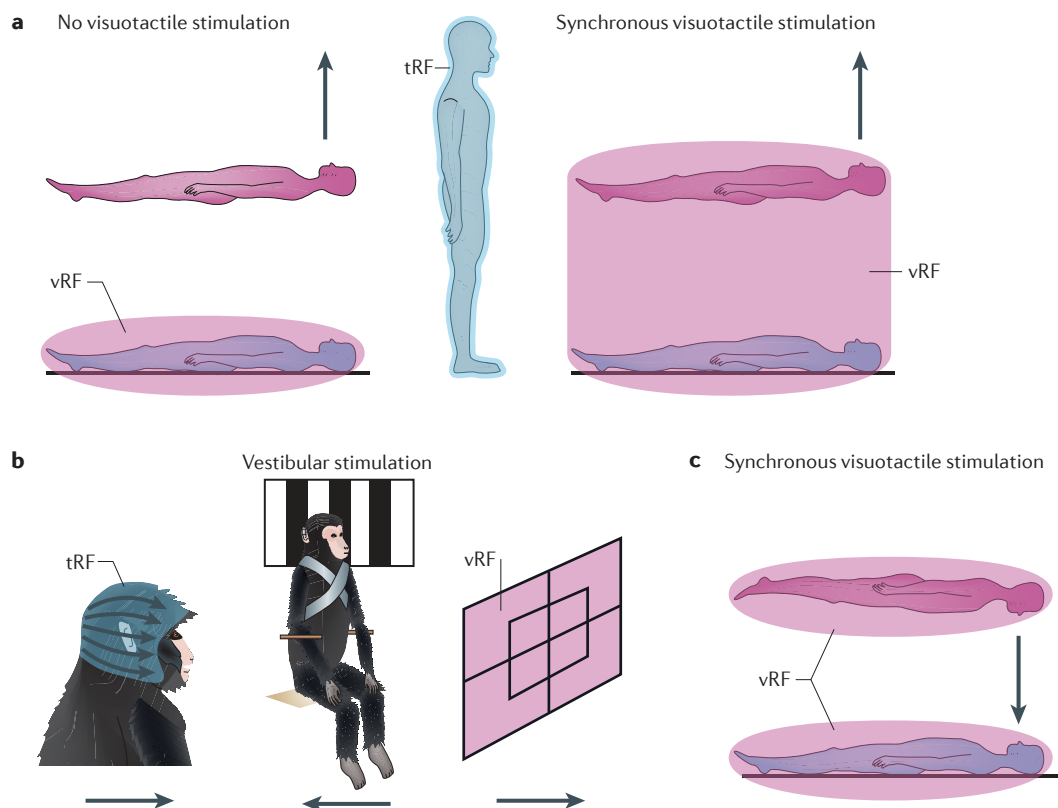 a No visuotactile stimulation
Synchronous visuotactile stimulation
tRF
vRF
vRF
b Vestibular stimulation
c Synchronous visuotactile stimulation
tRF
vRF
vRF